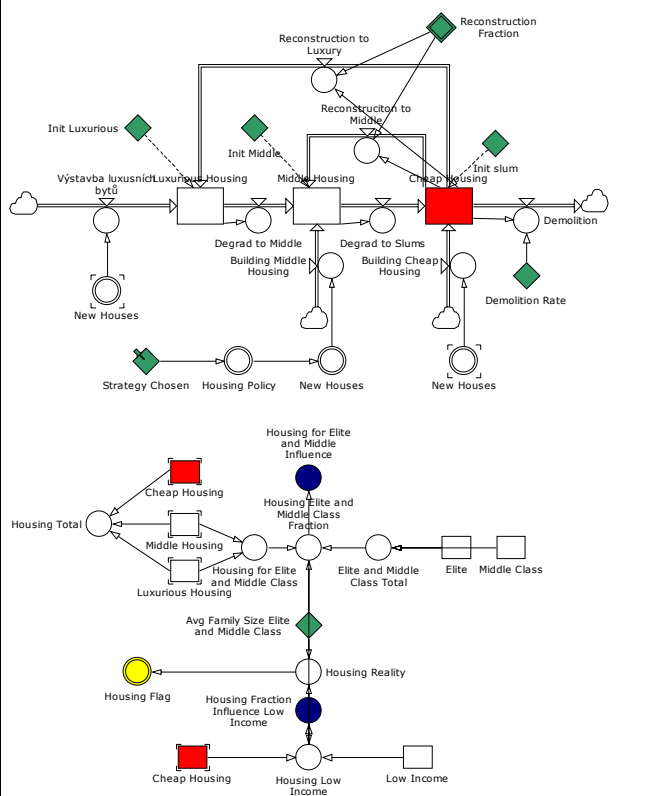 Reconstruction
Fraction
Reconstruction to
Luxury
Reconstruciton to
Middle
Init Luxurious
Init Middle
Init slum
Výstavba luxusních
bytů
Luxurious Housing
Middle Housing
Cheap Housing
Degrad to Middle
Degrad to Slums
Demolition
Building Middle
Housing
Building Cheap
Housing
Demolition Rate
New Houses
Strategy Chosen
Housing Policy
New Houses
New Houses
Housing for Elite
and Middle
Influence
Cheap Housing
Housing Elite and
Middle Class
Fraction
Housing Total
Middle Housing
Housing for Elite
and Middle Class
Elite and Middle
Class Total
Elite
Middle Class
Luxurious Housing
Avg Family Size Elite
and Middle Class
Housing Reality
Housing Flag
Housing Fraction
Influence Low
Income
Cheap Housing
Housing Low
Income
Low Income